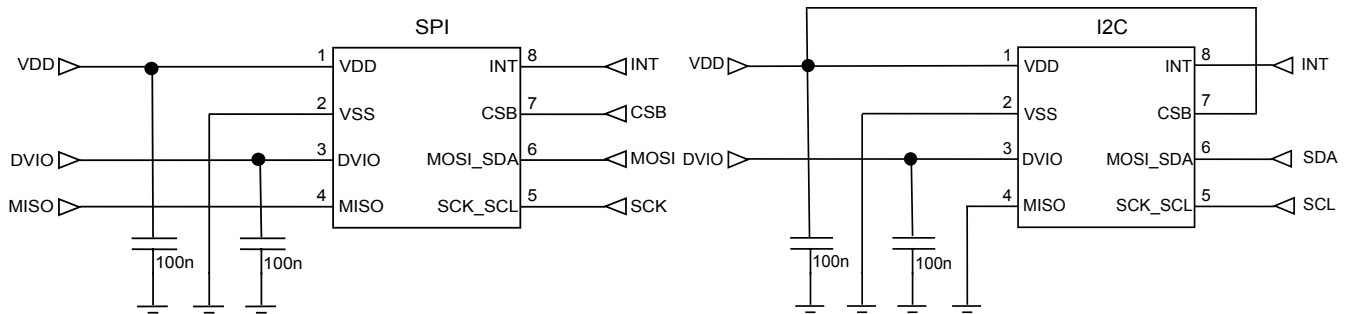 SPI
VDD
1
VDD
INT
8
INT
2
VSS
CSB
7
CSB
DVIO
3
DVIO
MOSI_SDA
6
MOSI
MISO
4
MISO
SCK_SCL
5
SCK
100n
100n
I2C
VDD
1
VDD
INT
8
INT
2
VSS
CSB
7
DVIO
3
DVIO
MOSI_SDA
6
SDA
4
MISO
SCK_SCL
5
SCL
100n
100n